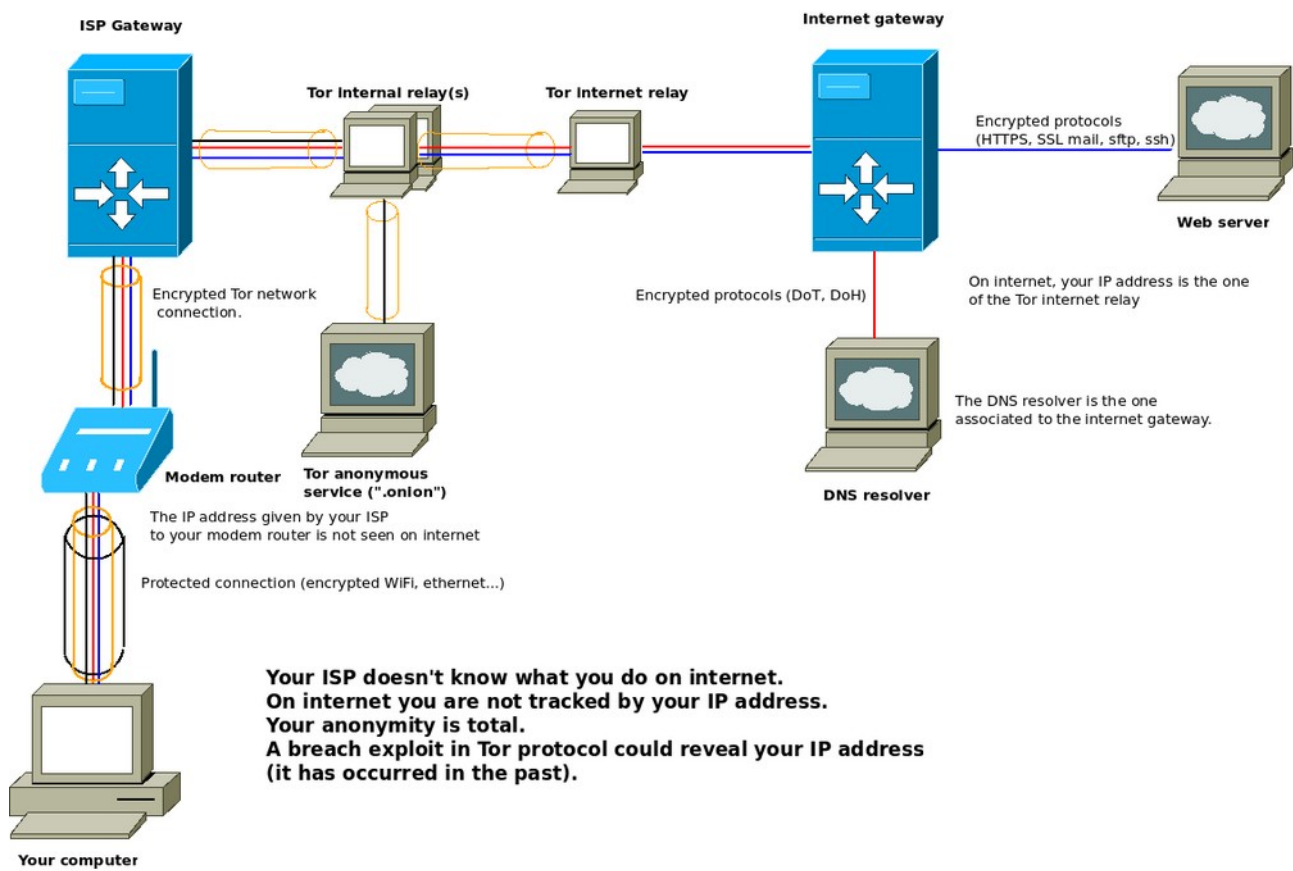 ISP Gateway
Internet gateway
Tor internal relay(s)
Tor internet relay
Encrypted protocols
(HTTPS, SSL mail, sftp, ssh)
Web server
Encrypted Tor network
connection.
Encrypted protocols (DoT, DoH)
On internet, your IP address is the one
of the Tor internet relay
The DNS resolver is the one
associated to the internet gateway.
Modem router
Tor anonymous
service (".onion")
DNS resolver
The IP address given by your ISP
to your modem router is not seen on internet
Protected connection (encrypted WiFi, ethernet...)
Your ISP doesn't know what you do on internet.
On internet you are not tracked by your IP address.
Your anonymity is total.
A breach exploit in Tor protocol could reveal your IP address
(it has occurred in the past).
Your computer